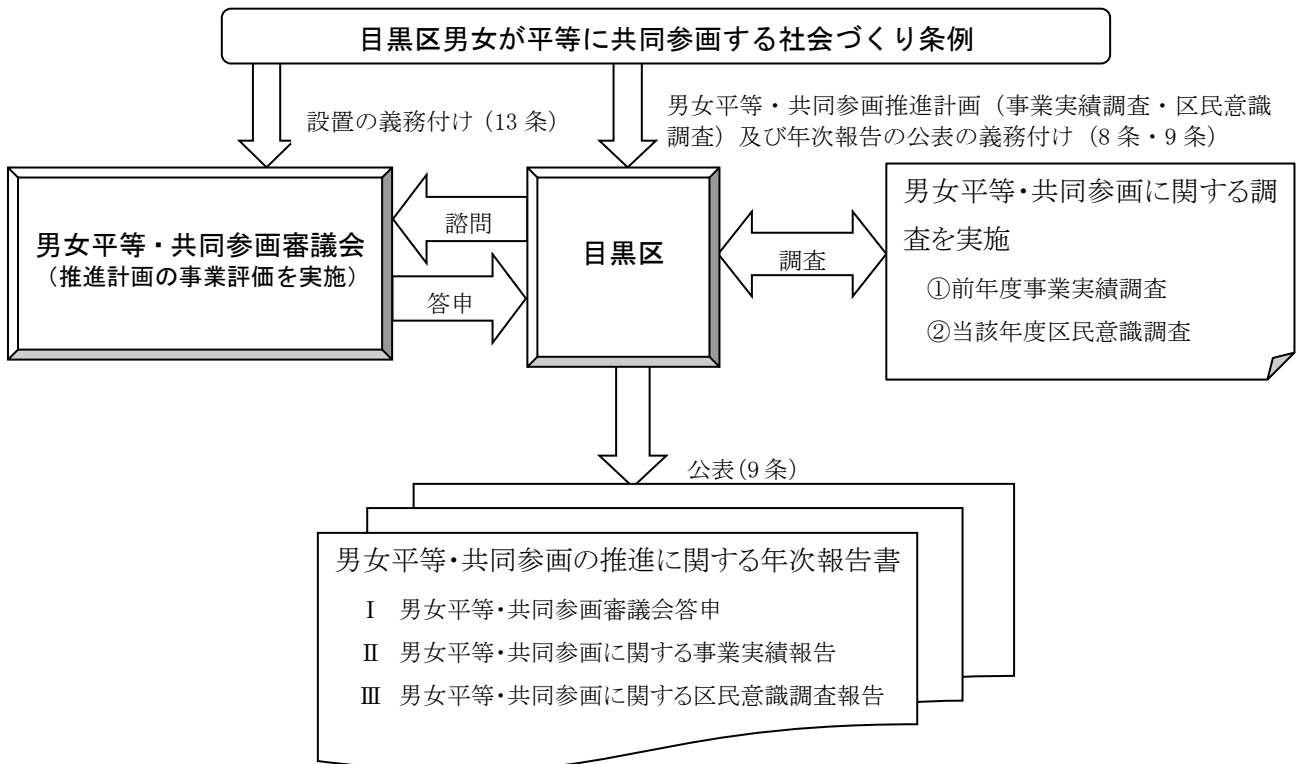 目黒区男女が平等に共同参画する社会づくり条例
設置の義務付け（13 条）
男女平等・共同参画推進計画（事業実績調査・区民意識
調査）及び年次報告の公表の義務付け（8 条・9 条）
男女平等・共同参画審議会
（推進計画の事業評価を実施）
諮問
答申
目黒区
調査
男女平等・共同参画に関する調
査を実施
①前年度事業実績調査
②当該年度区民意識調査
公表（9 条）
男女平等・共同参画の推進に関する年次報告書
Ⅰ 男女平等・共同参画審議会答申
Ⅱ 男女平等・共同参画に関する事業実績報告
Ⅲ 男女平等・共同参画に関する区民意識調査報告